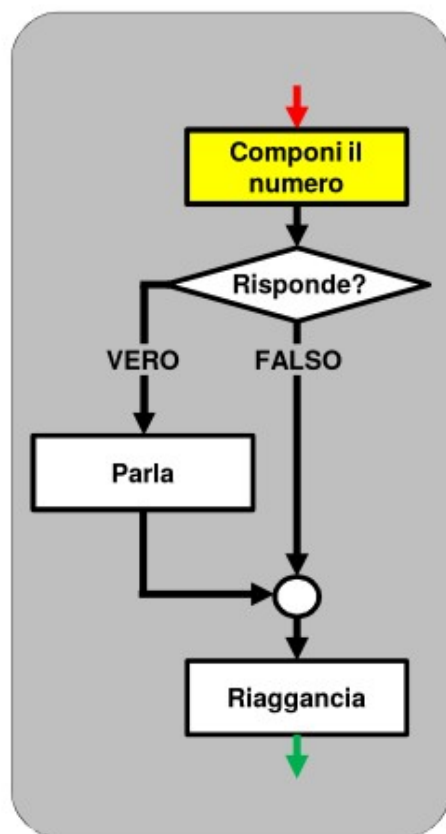 Componi il
numero
Risponde?
VERO
FALSO
Parla
Riaggancia